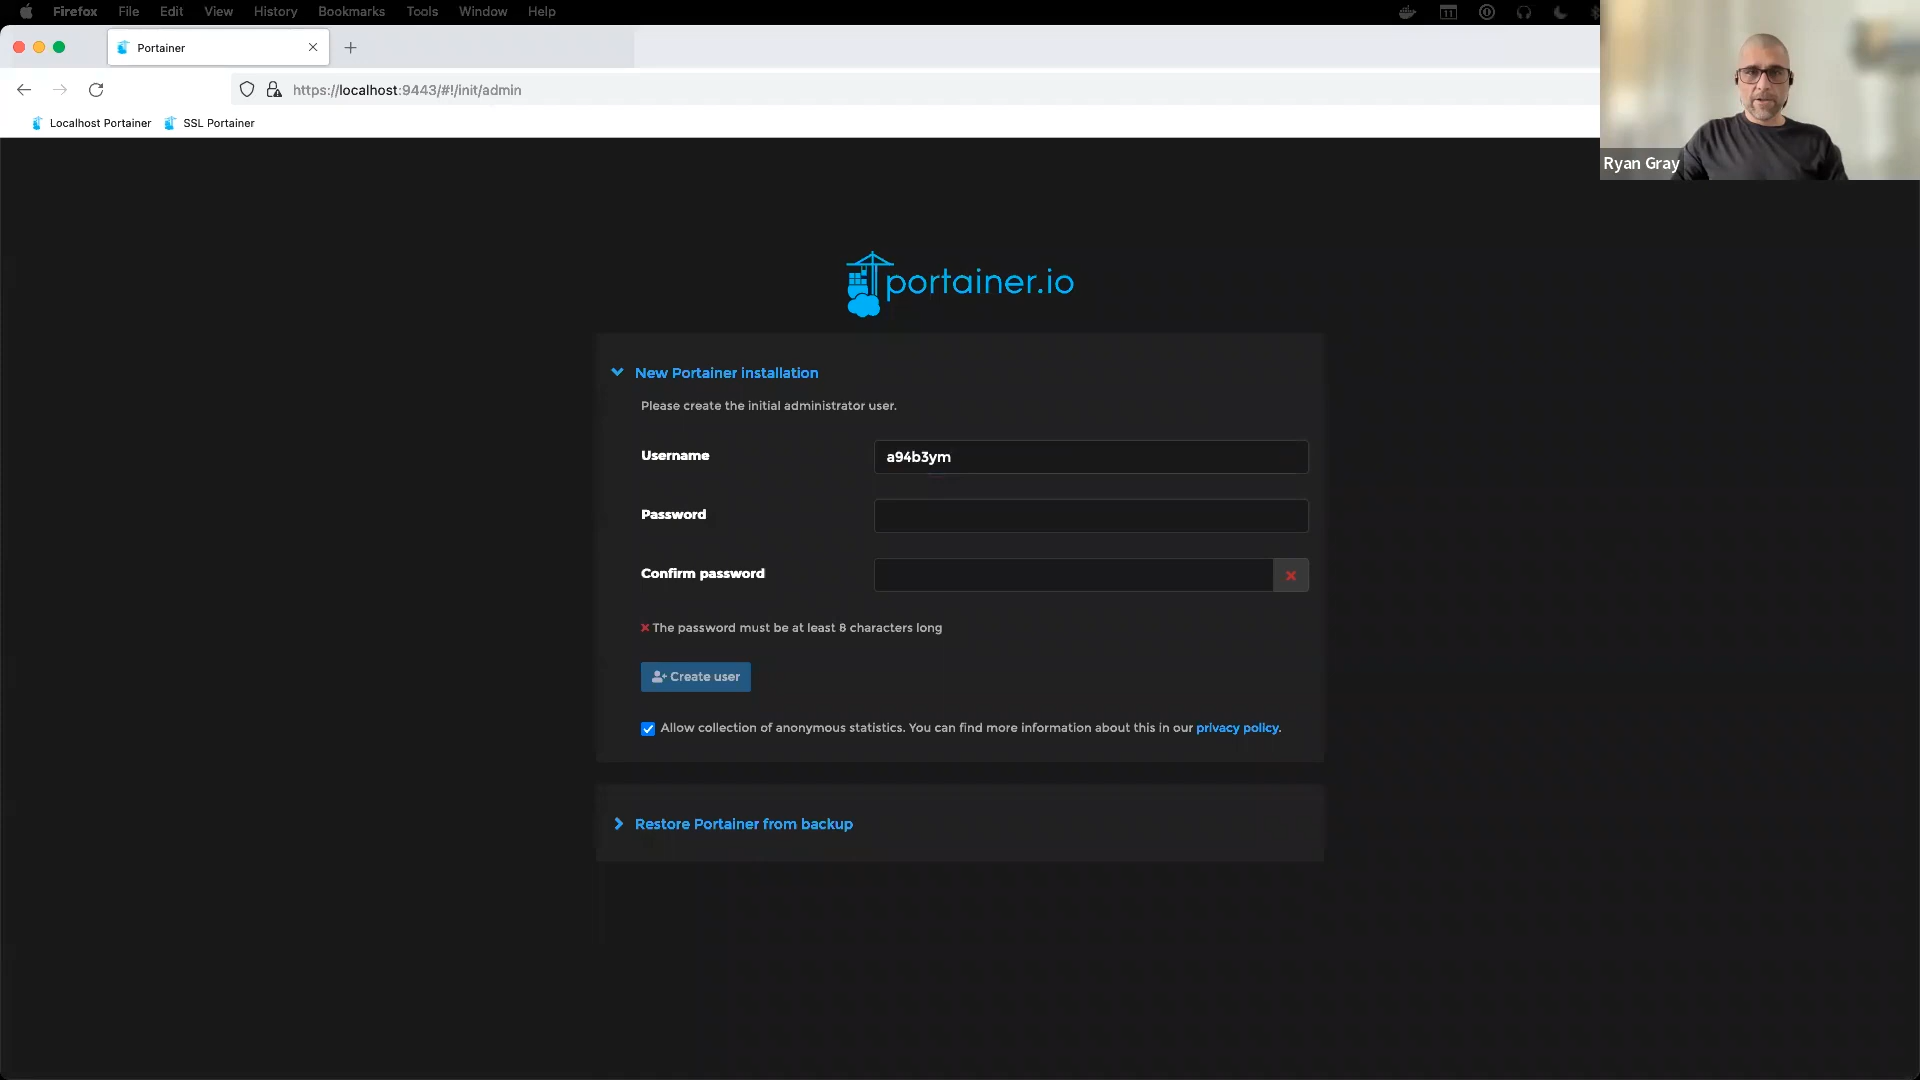 Firefox File Edit View History Bookmarks Tools Window Help
11
Portainer
https://localhost:9443/#!/init/admin
Localhost Portainer SSL Portainer
Ryan Gray
portainer.io
New Portainer installation
Please create the initial administrator user.
Username a94b3ym
Password
Confirm password
The password must be at least 8 characters long
Create user
Allow collection of anonymous statistics. You can find more information about this in our privacy policy.
Restore Portainer from backup